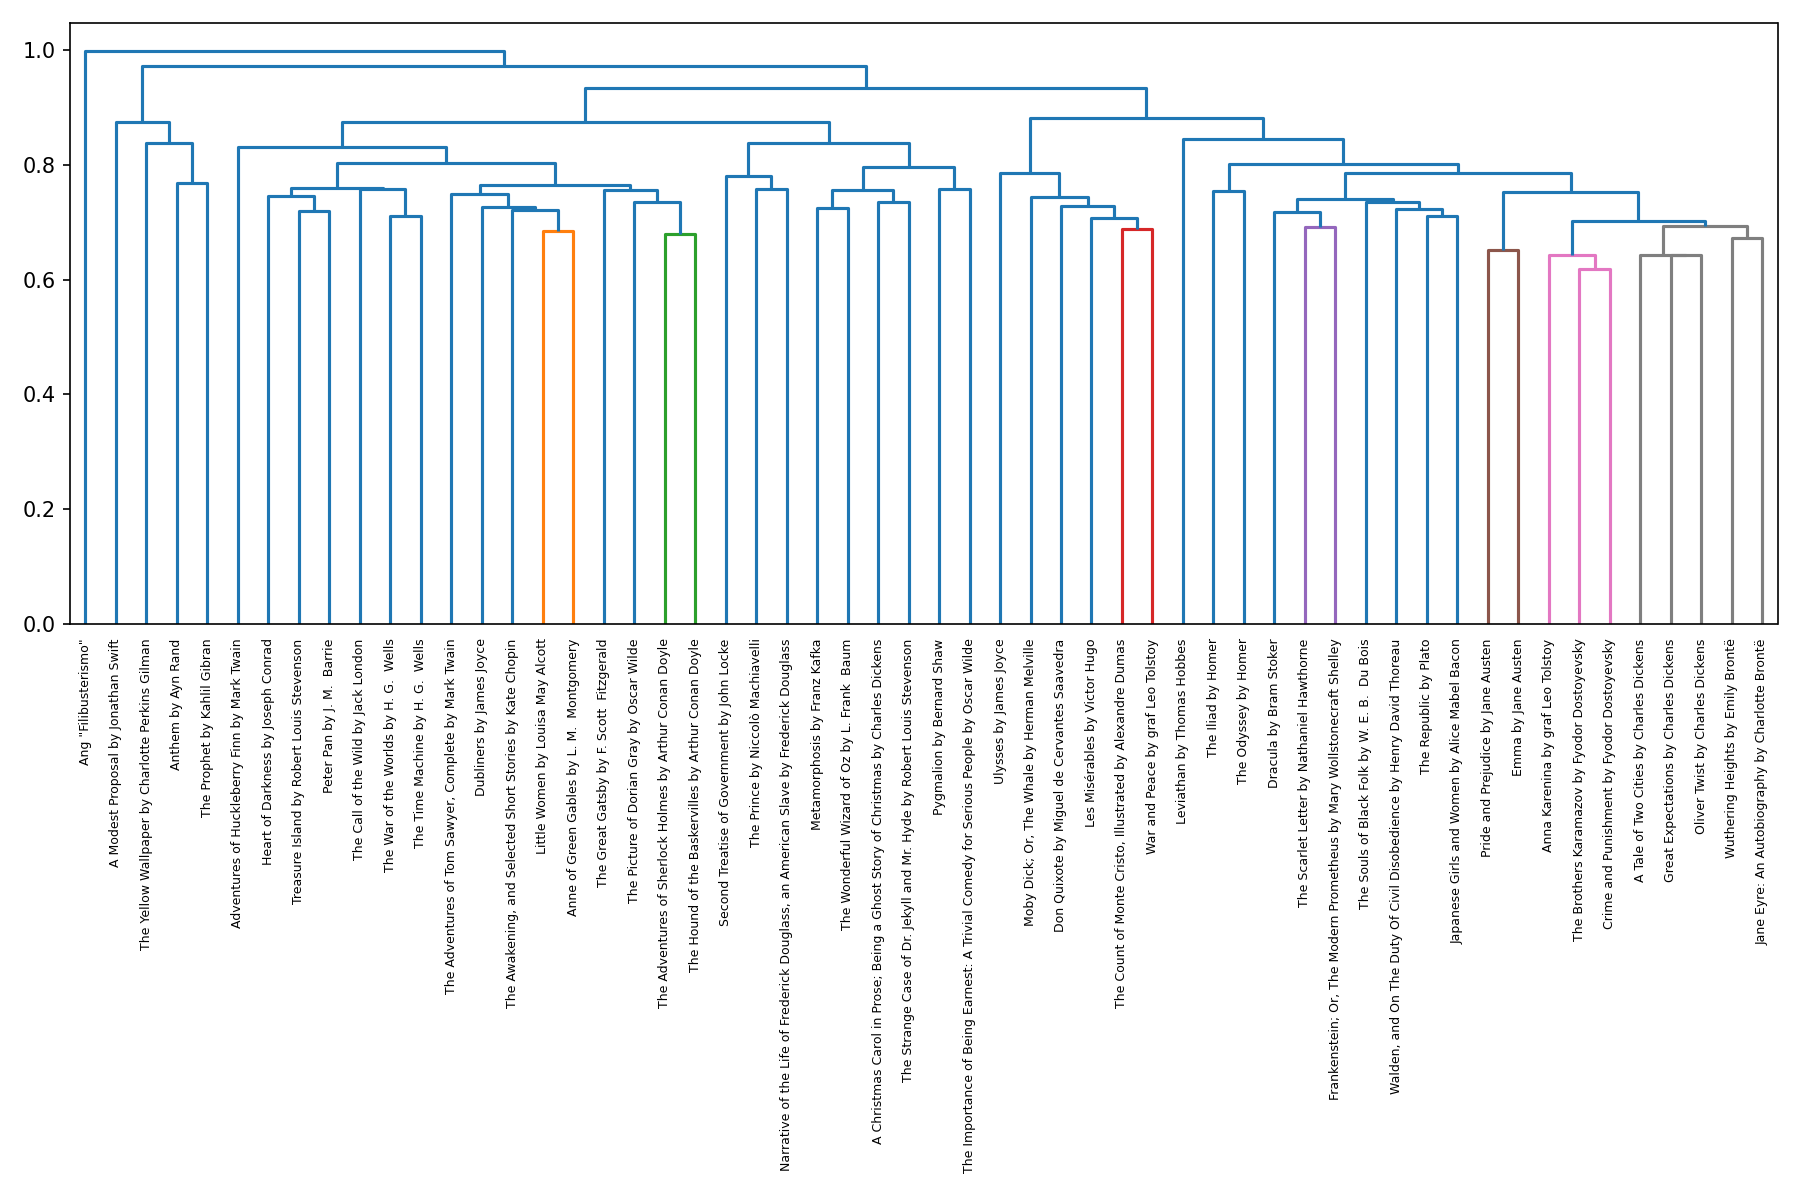 1.0
0.8
0.6
0.4
0.2
0.0
Ang "Filibusterismo"
A Modest Proposal by Jonathan Swift
The Yellow Wallpaper by Charlotte Perkins Gilman
Anthem by Ayn Rand
The Prophet by Kahlil Gibran
Adventures of Huckleberry Finn by Mark Twain
Heart of Darkness by Joseph Conrad
Treasure Island by Robert Louis Stevenson
Peter Pan by J. M. Barrie
The Call of the Wild by Jack London
The War of the Worlds by H. G. Wells
The Time Machine by H. G. Wells
The Adventures of Tom Sawyer, Complete by Mark Twain
Dubliners by James Joyce
The Awakening, and Selected Short Stories by Kate Chopin
Little Women by Louisa May Alcott
Anne of Green Gables by L. M. Montgomery
The Great Gatsby by F. Scott Fitzgerald
The Picture of Dorian Gray by Oscar Wilde
The Adventures of Sherlock Holmes by Arthur Conan Doyle
The Hound of the Baskervilles by Arthur Conan Doyle
Second Treatise of Government by John Locke
The Prince by Niccolò Machiavelli
Narrative of the Life of Frederick Douglass, an American Slave by Frederick Douglass
Metamorphosis by Franz Kafka
The Wonderful Wizard of Oz by L. Frank Baum
A Christmas Carol in Prose; Being a Ghost Story of Christmas by Charles Dickens
The Strange Case of Dr. Jekyll and Mr. Hyde by Robert Louis Stevenson
Pygmalion by Bernard Shaw
The Importance of Being Earnest: A Trivial Comedy for Serious People by Oscar Wilde
Ulysses by James Joyce
Moby Dick; Or, The Whale by Herman Melville
Don Quixote by Miguel de Cervantes Saavedra
Les Misérables by Victor Hugo
The Count of Monte Cristo, Illustrated by Alexandre Dumas
War and Peace by graf Leo Tolstoy
Leviathan by Thomas Hobbes
The Iliad by Homer
The Odyssey by Homer
Dracula by Bram Stoker
The Scarlet Letter by Nathaniel Hawthorne
Frankenstein; Or, The Modern Prometheus by Mary Wollstonecraft Shelley
The Souls of Black Folk by W. E. B. Du Bois
Walden, and On The Duty Of Civil Disobedience by Henry David Thoreau
The Republic by Plato
Japanese Girls and Women by Alice Mabel Bacon
Pride and Prejudice by Jane Austen
Emma by Jane Austen
Anna Karenina by graf Leo Tolstoy
The Brothers Karamazov by Fyodor Dostoyevsky
Crime and Punishment by Fyodor Dostoyevsky
A Tale of Two Cities by Charles Dickens
Great Expectations by Charles Dickens
Oliver Twist by Charles Dickens
Wuthering Heights by Emily Brontë
Jane Eyre: An Autobiography by Charlotte Brontë